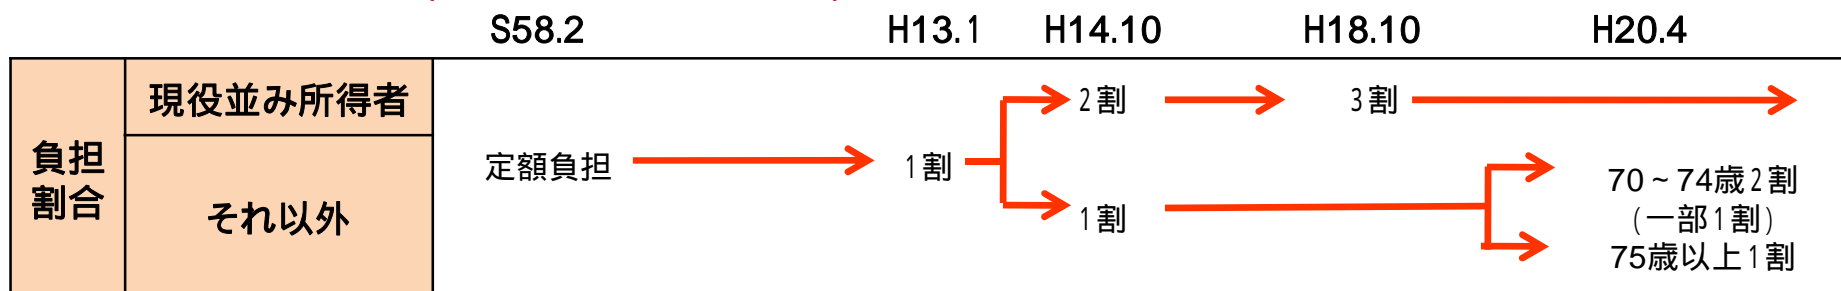 S58.2 H13.1 H14.10 H18.10 H20.4
負担
割合
現役並み所得者
2割 3割
それ以外
定額負担 1割
1割
70~74歳2割
(一部1割)
75歳以上1割